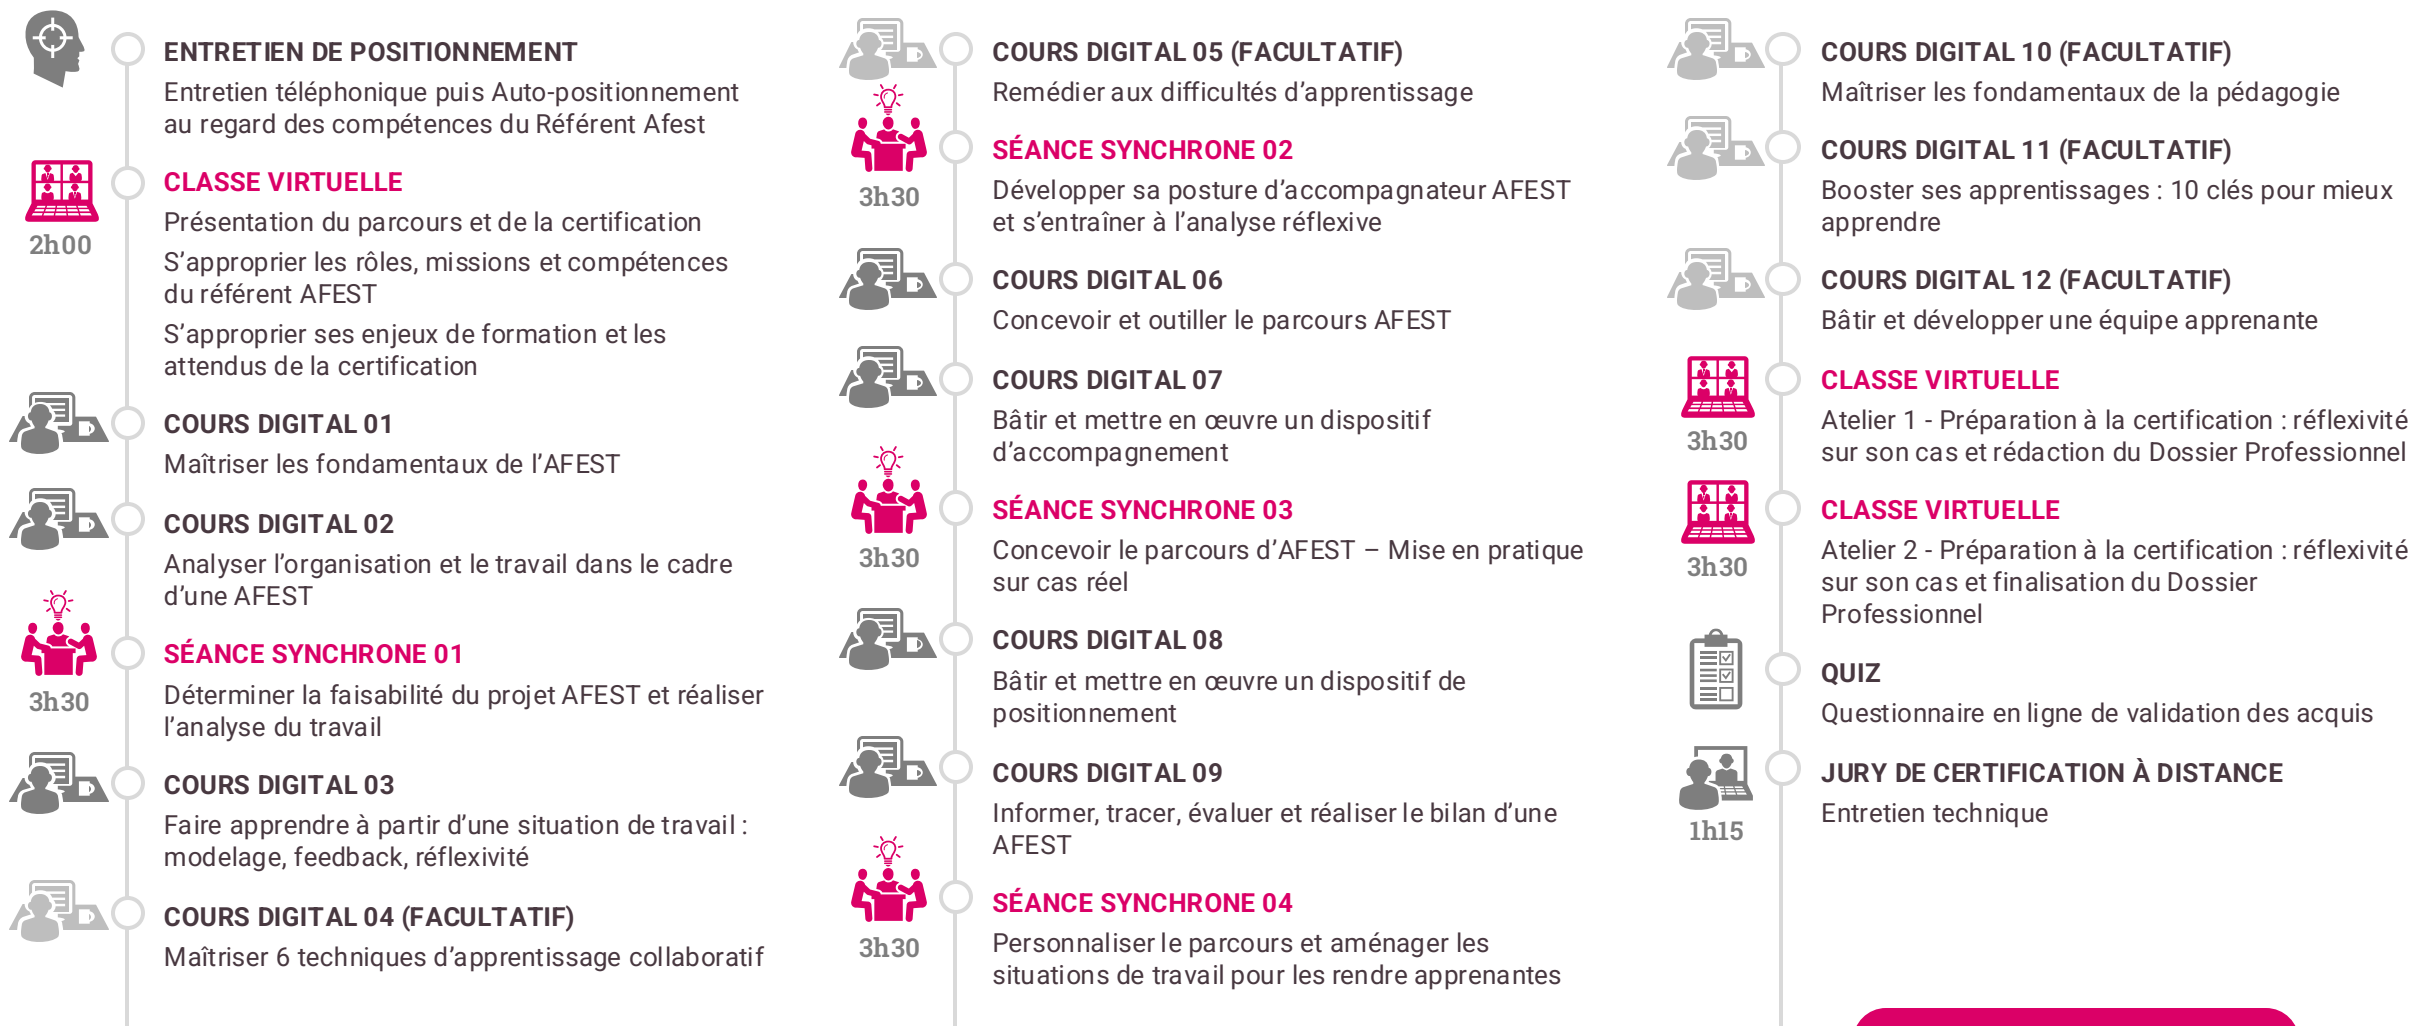 ENTRETIEN DE POSITIONNEMENT
Entretien téléphonique puis Auto-positionnement
au regard des compétences du Référent Afest
CLASSE VIRTUELLE
2h00
Présentation du parcours et de la certification
S’approprier les rôles, missions et compétences
du référent AFEST
S’approprier ses enjeux de formation et les
attendus de la certification
COURS DIGITAL 01
Maîtriser les fondamentaux de l’AFEST
COURS DIGITAL 02
Analyser l’organisation et le travail dans le cadre
d’une AFEST
SÉANCE SYNCHRONE 01
3h30
Déterminer la faisabilité du projet AFEST et réaliser
l’analyse du travail
COURS DIGITAL 03
Faire apprendre à partir d’une situation de travail :
modelage, feedback, réflexivité
COURS DIGITAL 04 (FACULTATIF)
Maîtriser 6 techniques d’apprentissage collaboratif
COURS DIGITAL 05 (FACULTATIF)
Remédier aux difficultés d’apprentissage
SÉANCE SYNCHRONE 02
3h30
Développer sa posture d’accompagnateur AFEST
et s’entraîner à l’analyse réflexive
COURS DIGITAL 06
Concevoir et outiller le parcours AFEST
COURS DIGITAL 07
Bâtir et mettre en œuvre un dispositif
d’accompagnement
SÉANCE SYNCHRONE 03
3h30
Concevoir le parcours d’AFEST – Mise en pratique
sur cas réel
COURS DIGITAL 08
Bâtir et mettre en œuvre un dispositif de
positionnement
COURS DIGITAL 09
Informer, tracer, évaluer et réaliser le bilan d’une
AFEST
SÉANCE SYNCHRONE 04
3h30
Personnaliser le parcours et aménager les
situations de travail pour les rendre apprenantes
COURS DIGITAL 10 (FACULTATIF)
Maîtriser les fondamentaux de la pédagogie
COURS DIGITAL 11 (FACULTATIF)
Booster ses apprentissages : 10 clés pour mieux
apprendre
COURS DIGITAL 12 (FACULTATIF)
Bâtir et développer une équipe apprenante
CLASSE VIRTUELLE
3h30
Atelier 1 - Préparation à la certification : réflexivité
sur son cas et rédaction du Dossier Professionnel
CLASSE VIRTUELLE
3h30
Atelier 2 - Préparation à la certification : réflexivité
sur son cas et finalisation du Dossier
Professionnel
QUIZ
Questionnaire en ligne de validation des acquis
JURY DE CERTIFICATION À DISTANCE
1h15
Entretien technique